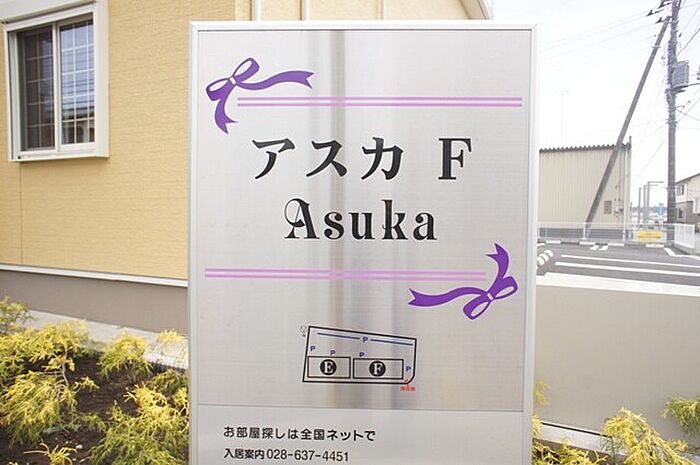 アスカ F
Asuka
P
P P
P E F P
お部屋探しは全国ネットで
入居案内 028-637-4451